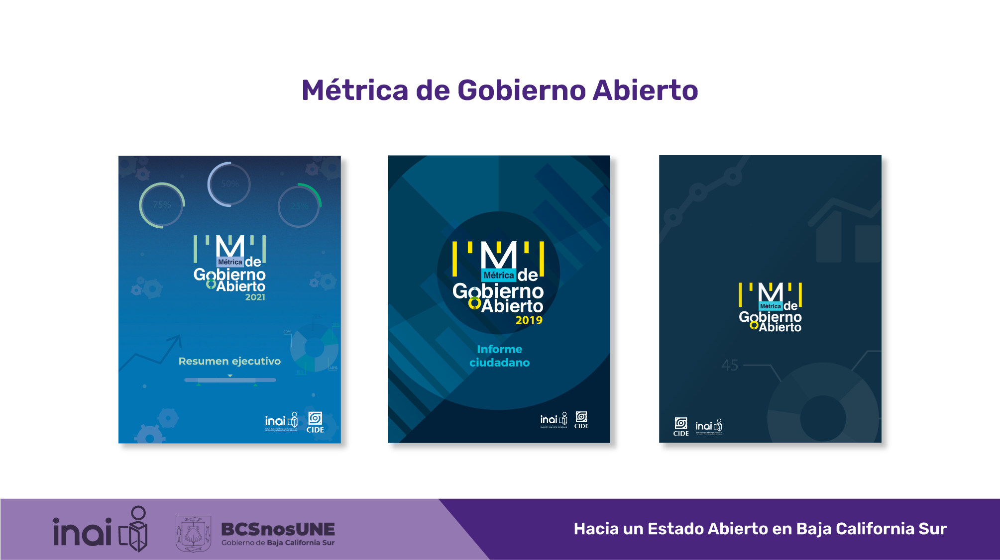 Métrica de Gobierno Abierto
75%
50%
25%
M
Métrica de
Gobierno
Abierto
2021
40%
40%
Resumen ejecutivo
inai
CIDE
M
Métrica de
Gobierno
Abierto
2019
Informe
ciudadano
inai
CIDE
M
Métrica de
Gobierno
Abierto
45
CIDE
inai
inai
BCSnosUNE
Gobierno de Baja California Sur
Hacia un Estado Abierto en Baja California Sur